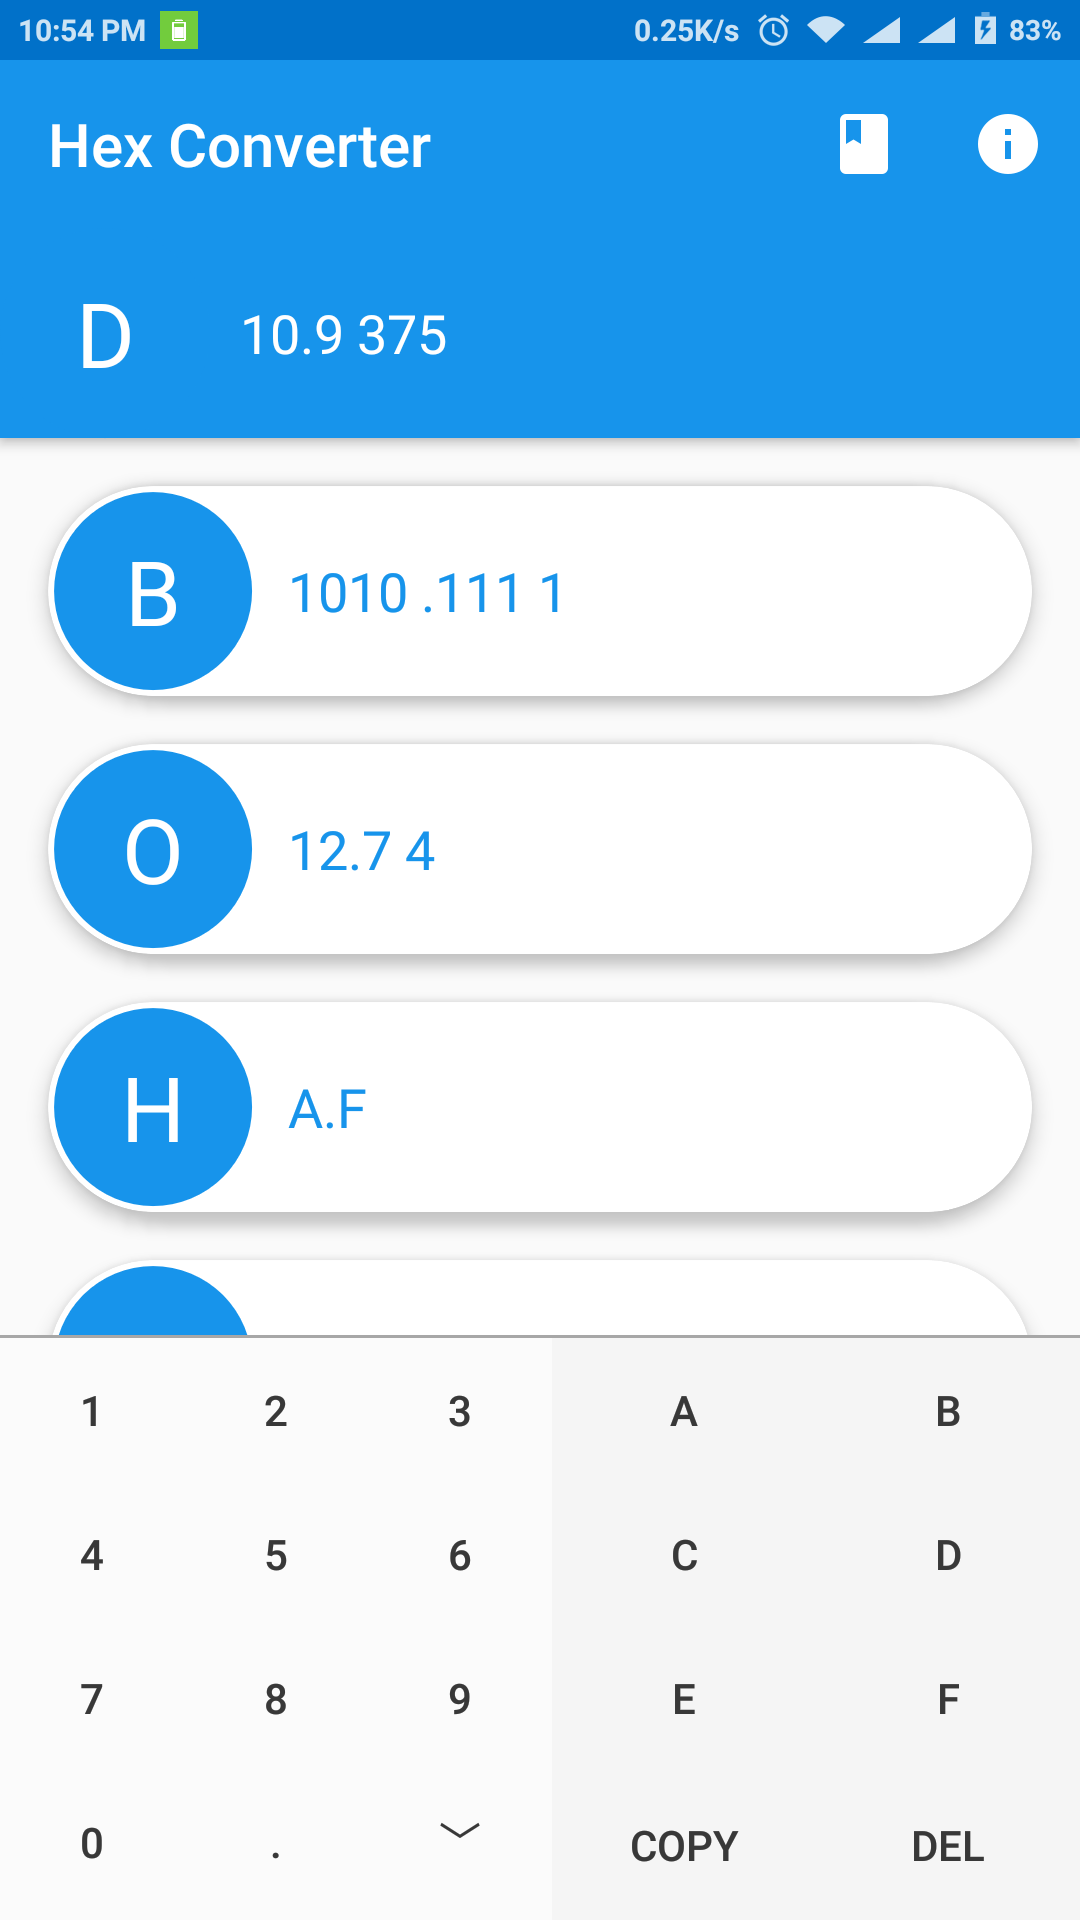 10:54 PM 0.25K/s 83%
Hex Converter
D 10.9 375
B 1010 .111 1
O 12.7 4
H A.F
1 2 3 A B
4 5 6 C D
7 8 9 E F
0 . COPY DEL